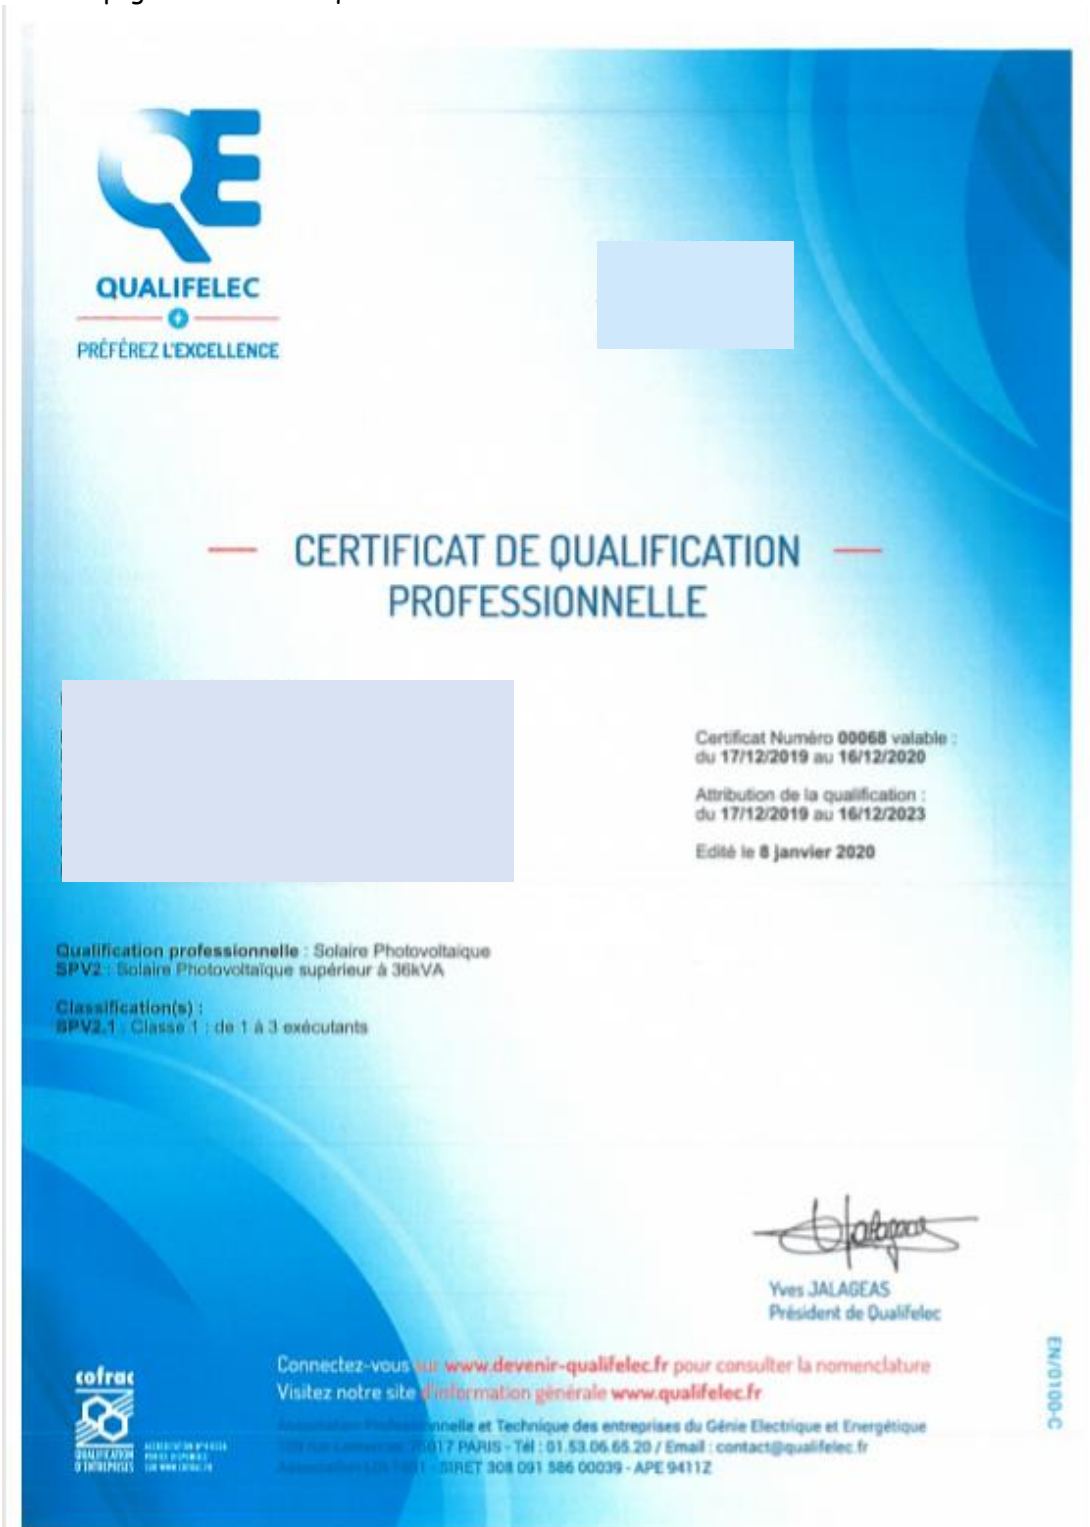 QE
QUALIFELEC
PRÉFÉREZ L'EXCELLENCE
CERTIFICAT DE QUALIFICATION
PROFESSIONNELLE
Certificat Numéro 00068 valable :
du 17/12/2019 au 16/12/2020
Attribution de la qualification :
du 17/12/2019 au 16/12/2023
Edité le 8 janvier 2020
Qualification professionnelle : Solaire Photovoltaique
SPV2 : Solaire Photovoltaïque supérieur à 36kVA
Classification(s) :
SPV2.1 : Classe 1 : de 1 à 3 exécutants
Yves JALAGEAS
Président de Qualifelec
EN/0100-C
Connectez-vous sur www.devenir-qualifelec.fr pour consulter la nomenclature
Visitez notre site d'information générale www.qualifelec.fr
et Technique des entreprises du Génie Electrique et Energétique
PARIS - Tél : 01.53.06.65.20 / Email : contact@qualifelec.fr
SIRET 308 091 586 00039 - APE 9411Z
cofrac
QUALIFICATION
D'ENTREPRISES